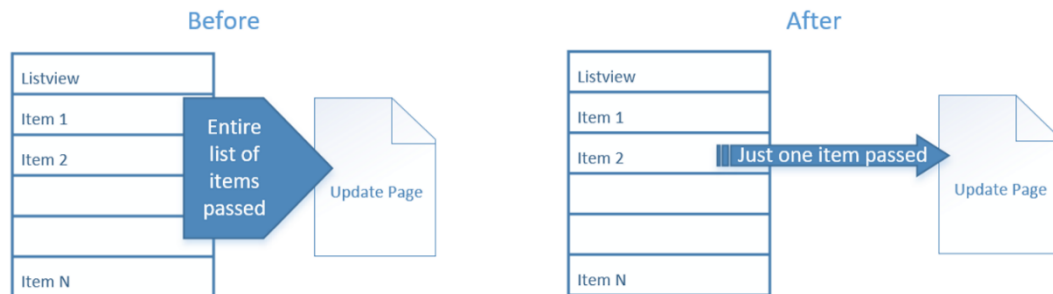 Before
Listview
Item 1
Item 2
Item N
Entire
list of
items
passed
Update Page
After
Listview
Item 1
Item 2
Item N
Just one item passed
Update Page